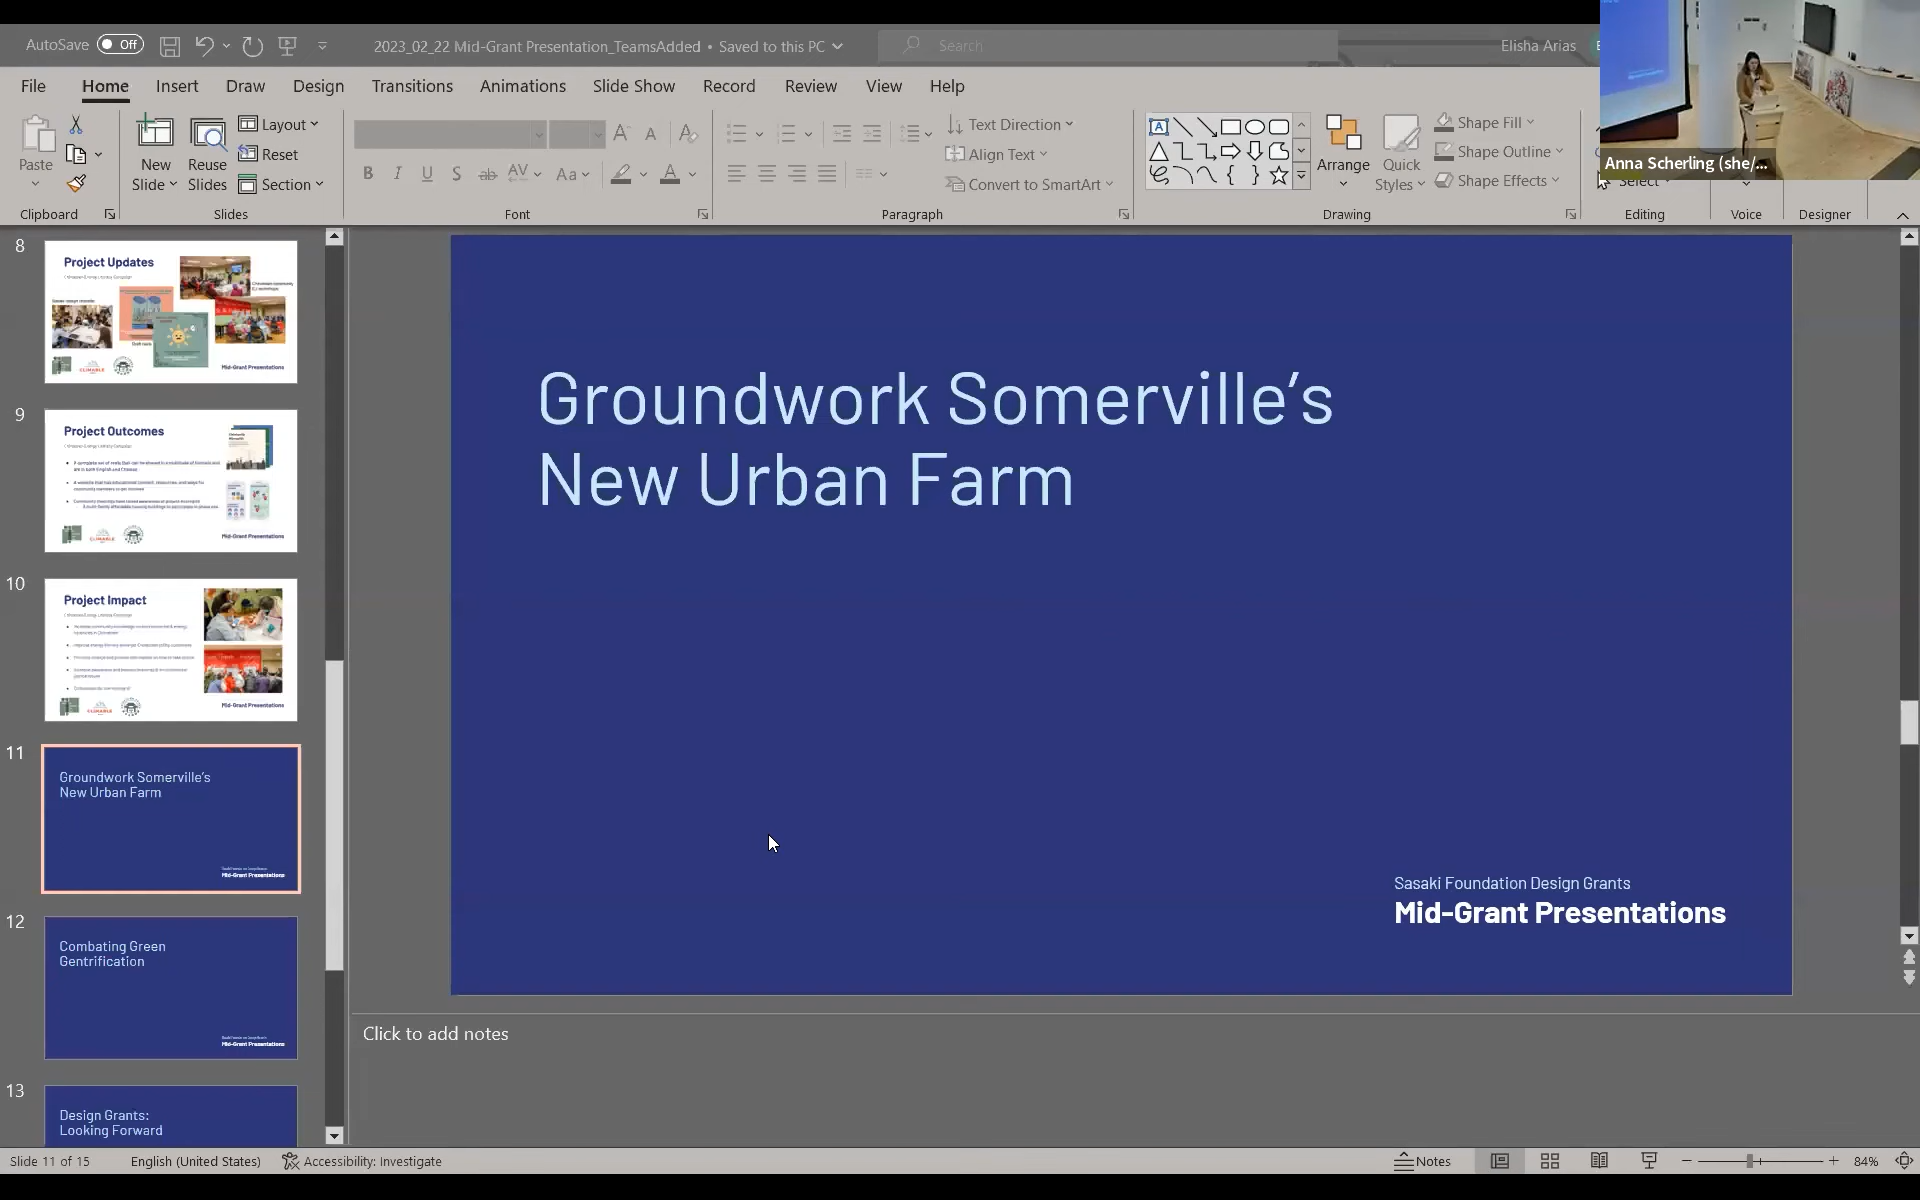 AutoSave Off
2023_02_22 Mid-Grant Presentation_TeamsAdded • Saved to this PC
Search
Elisha Arias
File Home Insert Draw Design Transitions Animations Slide Show Record Review View Help
Paste
New
Slide
Reuse
Slides
Layout
Reset
Section
Text Direction
Align Text
Convert to SmartArt
Arrange
Quick
Styles
Shape Fill
Shape Outline
Shape Effects
Select
Anna Scherling (she/...
Clipboard Slides Font Paragraph Drawing Editing Voice Designer
8
Project Updates
Mid-Grant Presentations
9
Project Outcomes
Mid-Grant Presentations
10
Project Impact
Mid-Grant Presentations
11
Groundwork Somerville's
New Urban Farm
Mid-Grant Presentations
12
Combating Green
Gentrification
Mid-Grant Presentations
13
Design Grants:
Looking Forward
Groundwork Somerville's
New Urban Farm
Sasaki Foundation Design Grants
Mid-Grant Presentations
Click to add notes
Slide 11 of 15 English (United States) Accessibility: Investigate Notes 84%